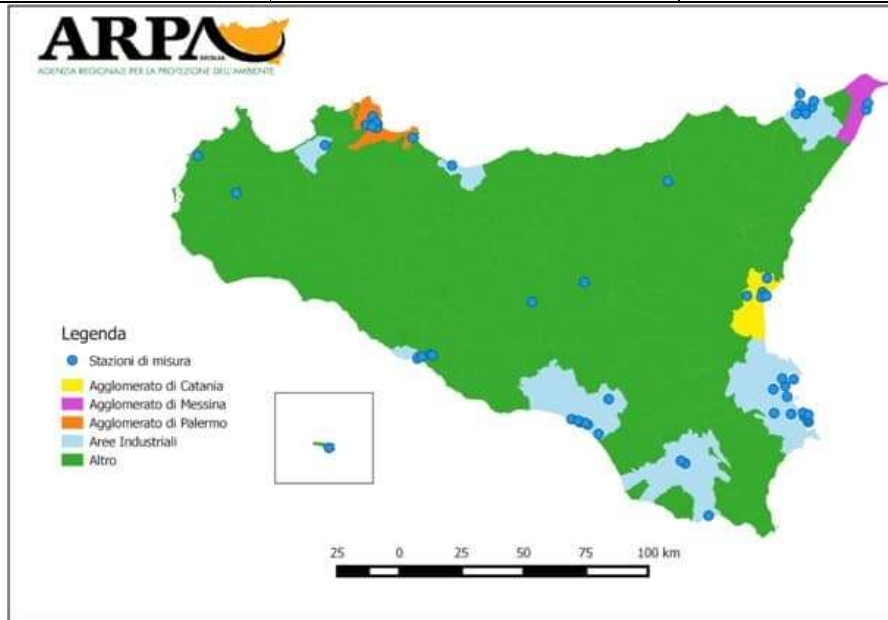 ARPA
SICILIA
AGENZIA REGIONALE PER LA PROTEZIONE DELL'AMBIENTE
Legenda
Stazioni di misura
Agglomerato di Catania
Agglomerato di Messina
Agglomerato di Palermo
Aree Industriali
Altro
25 0 25 50 75 100 km